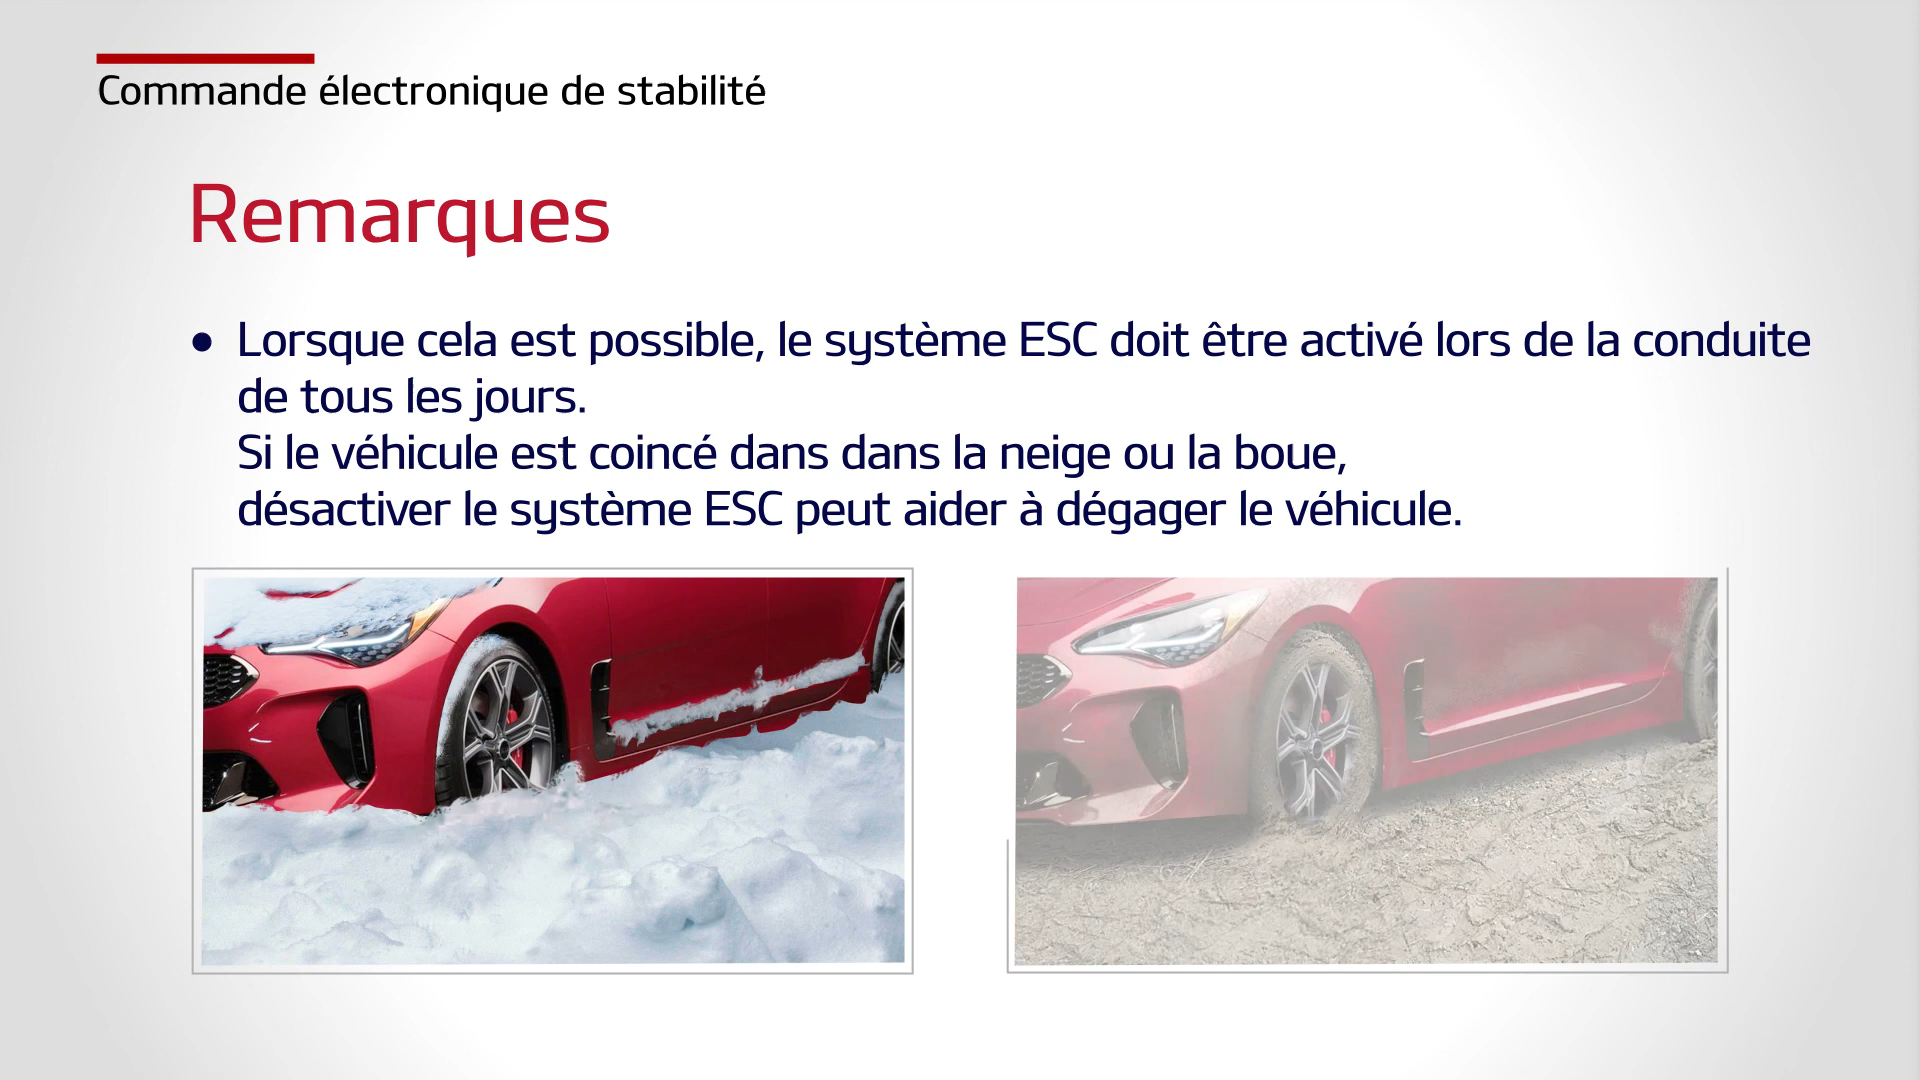 Commande électronique de stabilité
Remarques
• Lorsque cela est possible, le système ESC doit être activé lors de la conduite
de tous les jours.
Si le véhicule est coincé dans dans la neige ou la boue,
désactiver le système ESC peut aider à dégager le véhicule.